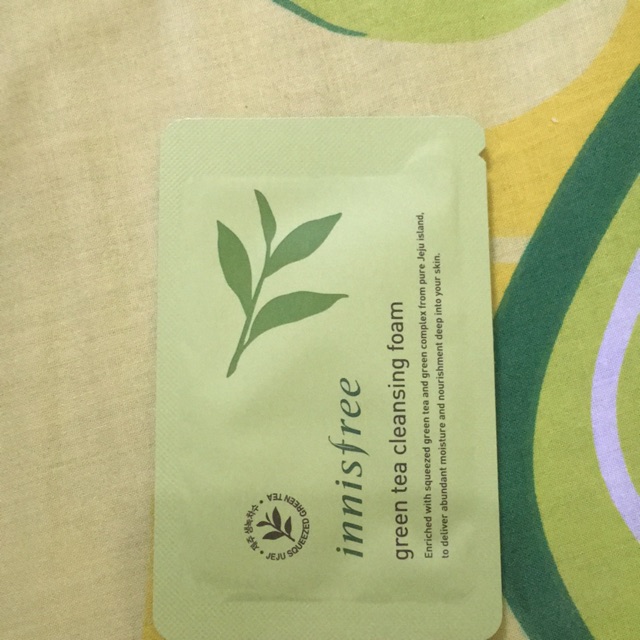 innisfree
green tea cleansing foam
Enriched with squeezed green tea and green complex from pure Jeju island,
to deliver abundant moisture and nourishment deep into your skin.
JEJU SQUEEZED GREEN TEA